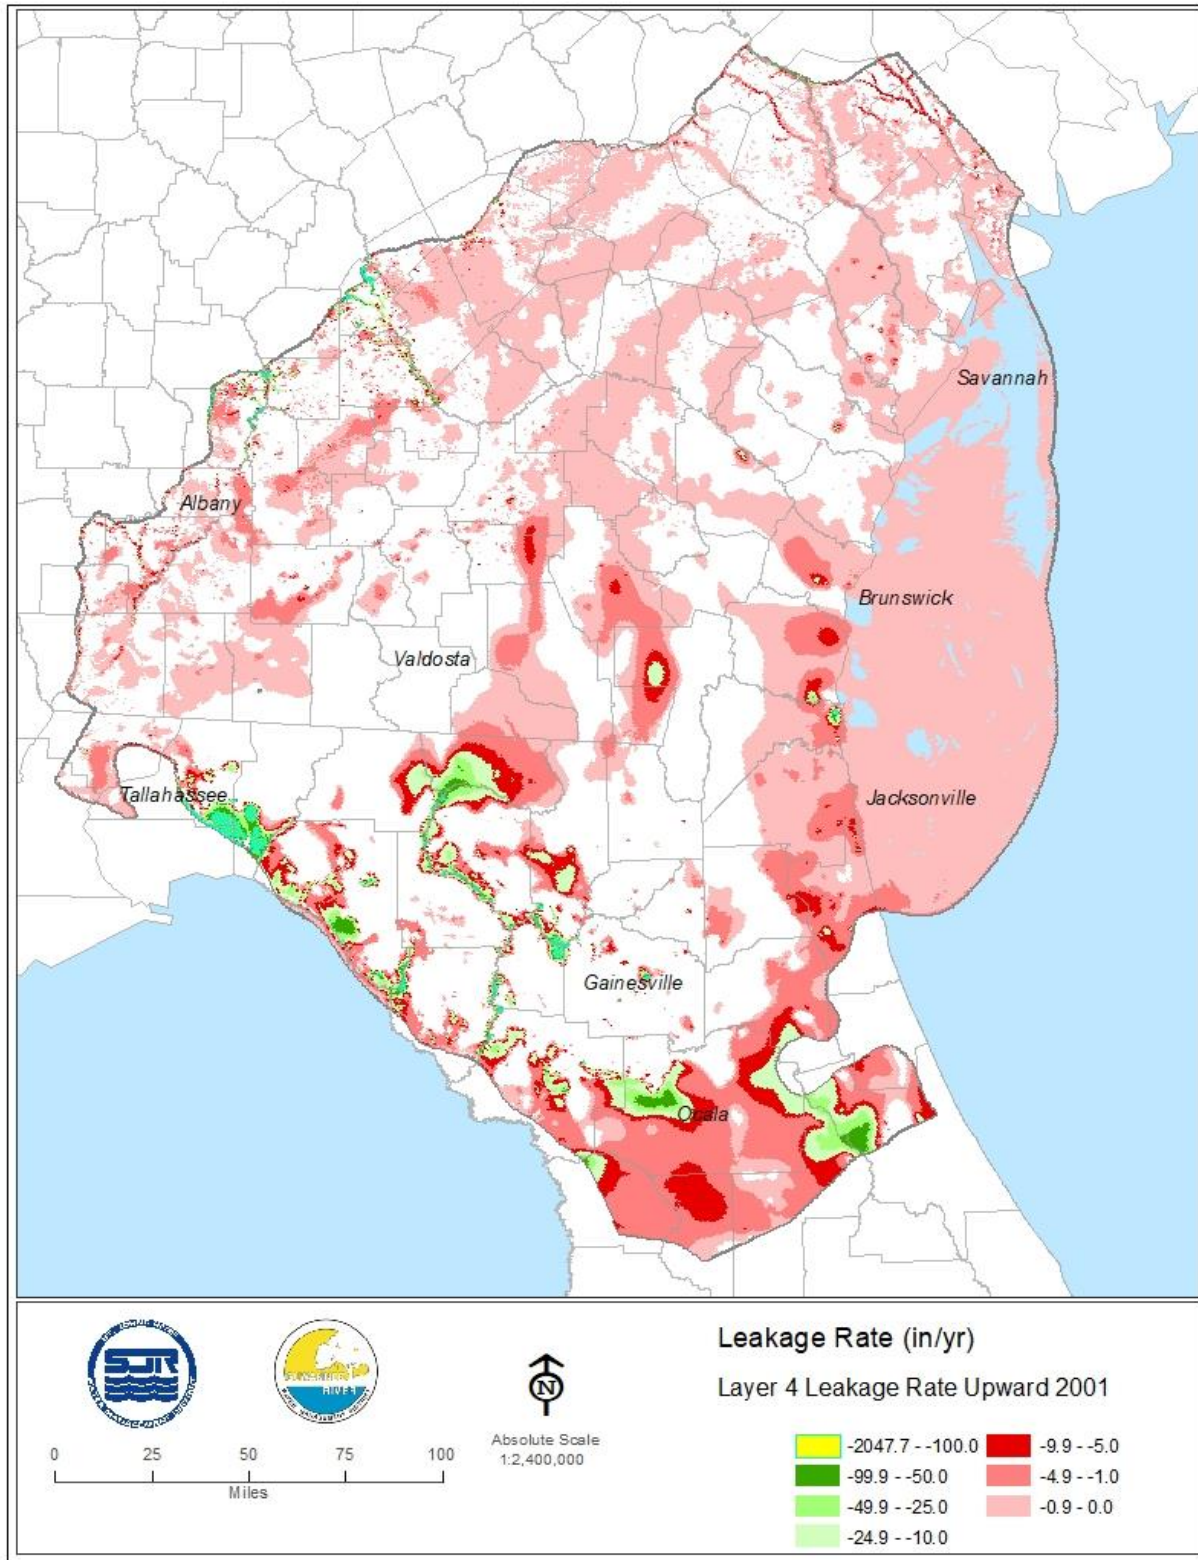 Savannah
Albany
Brunswick
Valdosta
Tallahassee
Jacksonville
Gainesville
Ocala
SJR
RIVER
0 25 50 75 100
Miles
N
Absolute Scale
1:2,400,000
Leakage Rate (in/yr)
Layer 4 Leakage Rate Upward 2001
-2047.7 - -100.0
-99.9 - -50.0
-49.9 - -25.0
-24.9 - -10.0
-9.9 - -5.0
-4.9 - -1.0
-0.9 - 0.0